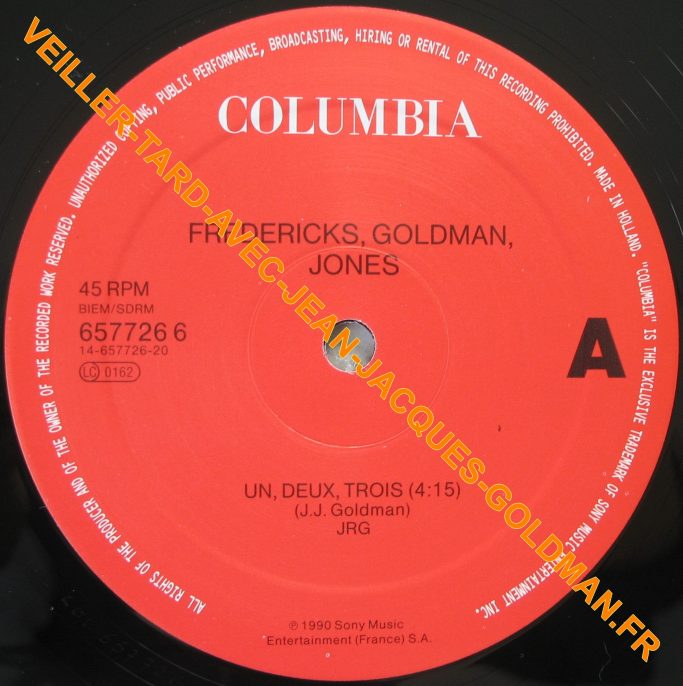 COLUMBIA
FREDERICKS, GOLDMAN,
JONES
45 RPM
BIEM/SDRM
657726 6
14-657726-20
LC 0162
A
UN, DEUX, TROIS (4:15)
(J.J. Goldman)
JRG
℗ 1990 Sony Music
Entertainment (France) S.A.
ALL RIGHTS OF THE PRODUCER AND OF THE OWNER OF THE RECORDED WORK RESERVED. UNAUTHORIZED PUBLIC PERFORMANCE, BROADCASTING, HIRING OR RENTAL OF THIS RECORDING PROHIBITED. MADE IN HOLLAND. "COLUMBIA" IS THE EXCLUSIVE TRADEMARK OF SONY MUSIC ENTERTAINMENT INC.
VEILLER-TARD-AVEC-JEAN-JACQUES-GOLDMAN.FR